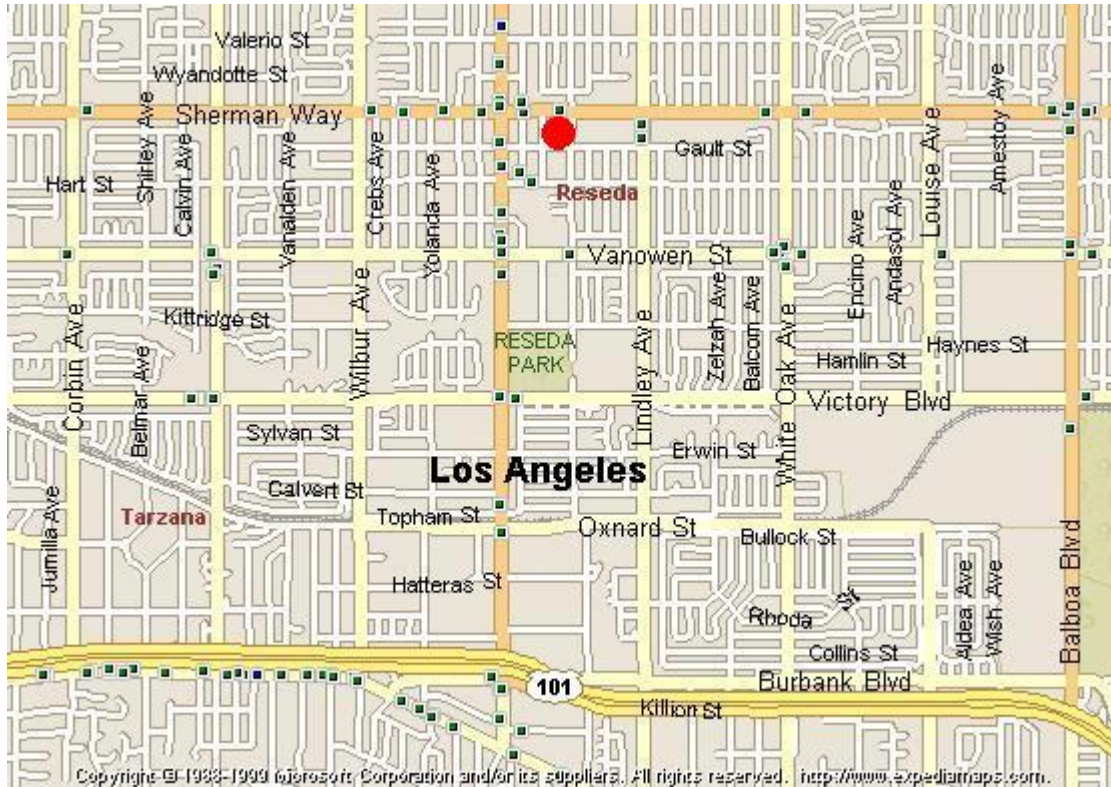 Valerio St
Wyandotte St
Sherman Way
Shirley Ave
Calvin Ave
Vanalden Ave
Crebs Ave
Yolanda Ave
Gault St
Louise Ave
Amestoy Ave
Hart St
Reseda
Vanowen St
Encino Ave
Andasol Ave
Kittridge St
Corbin Ave
Belmar Ave
Wilbur Ave
RESEDA
PARK
Lindley Ave
Zelzah Ave
Balcom Ave
White Oak Ave
Hamlin St
Haynes St
Victory Blvd
Sylvan St
Erwin St
Los Angeles
Calvert St
Tarzana
Topham St
Oxnard St
Bullock St
Jumilla Ave
Hatteras St
Rhoda St
Aldea Ave
Wish Ave
Balboa Blvd
Collins St
101
Burbank Blvd
Killion St
Copyright © 1988-1999 Microsoft Corporation and/or its suppliers. All rights reserved. http://www.expediamaps.com.